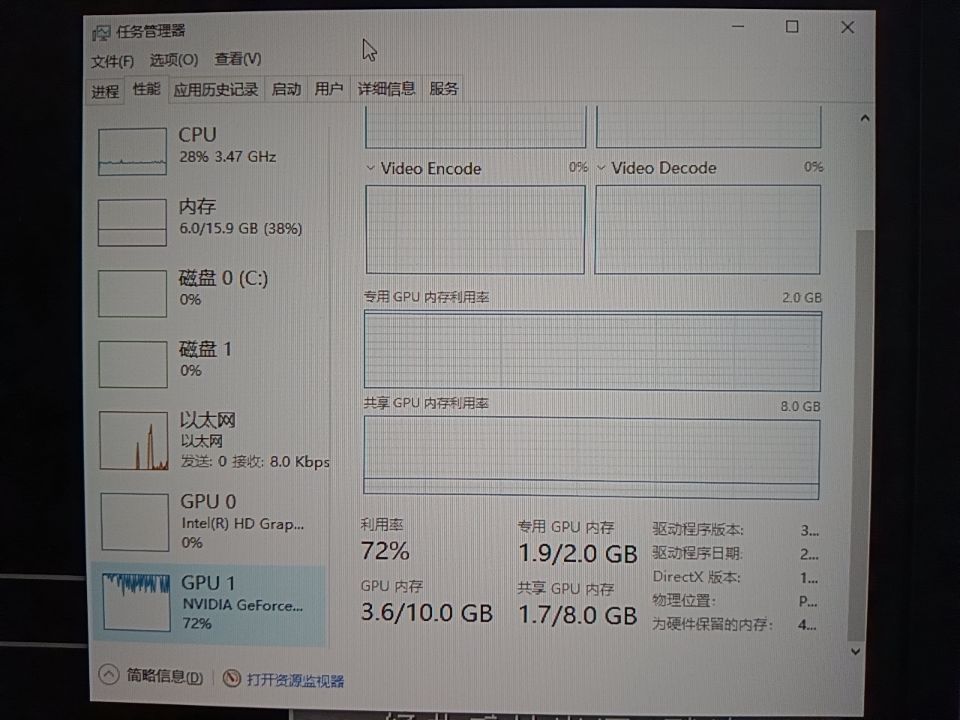 任务管理器
文件(F) 选项(O) 查看(V)
进程 性能 应用历史记录 启动 用户 详细信息 服务
CPU
28% 3.47 GHz
内存
6.0/15.9 GB (38%)
磁盘 0 (C:)
0%
磁盘 1
0%
以太网
以太网
发送: 0 接收: 8.0 Kbps
GPU 0
Intel(R) HD Grap...
0%
GPU 1
NVIDIA GeForce...
72%
Video Encode 0% Video Decode 0%
专用 GPU 内存利用率 2.0 GB
共享 GPU 内存利用率 8.0 GB
利用率
72%
GPU 内存
3.6/10.0 GB
专用 GPU 内存
1.9/2.0 GB
共享 GPU 内存
1.7/8.0 GB
驱动程序版本: 3...
驱动程序日期: 2...
DirectX 版本: 1...
物理位置: P...
为硬件保留的内存: 4...
简略信息(D) 打开资源监视器